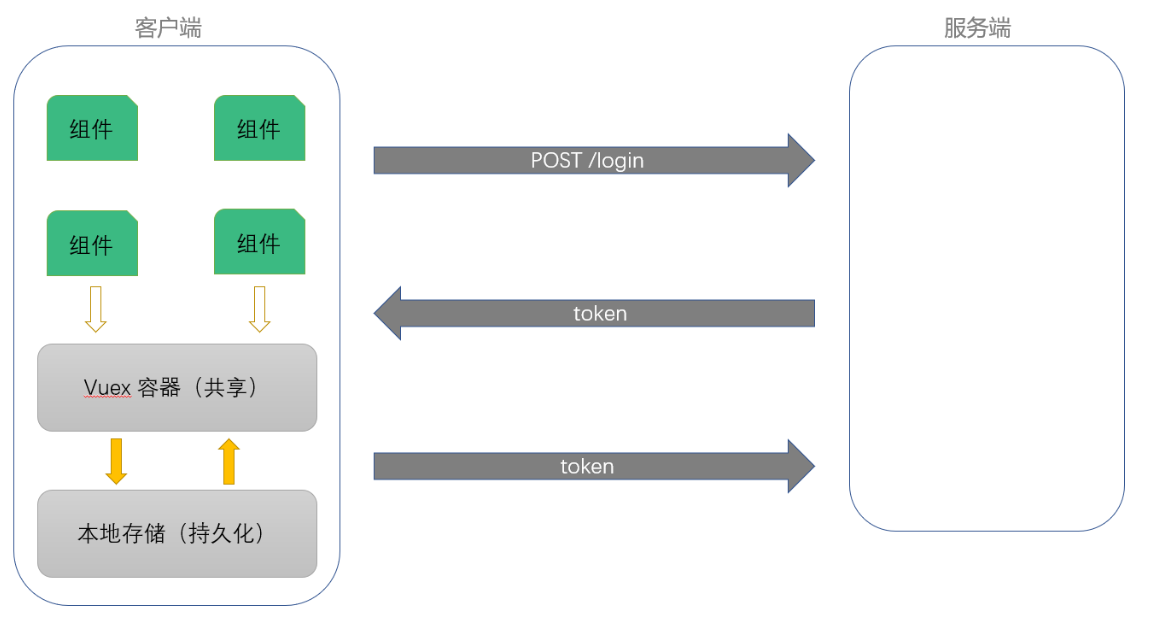 客户端
服务端
组件
组件
POST /login
组件
组件
token
Vuex 容器（共享）
token
本地存储（持久化）